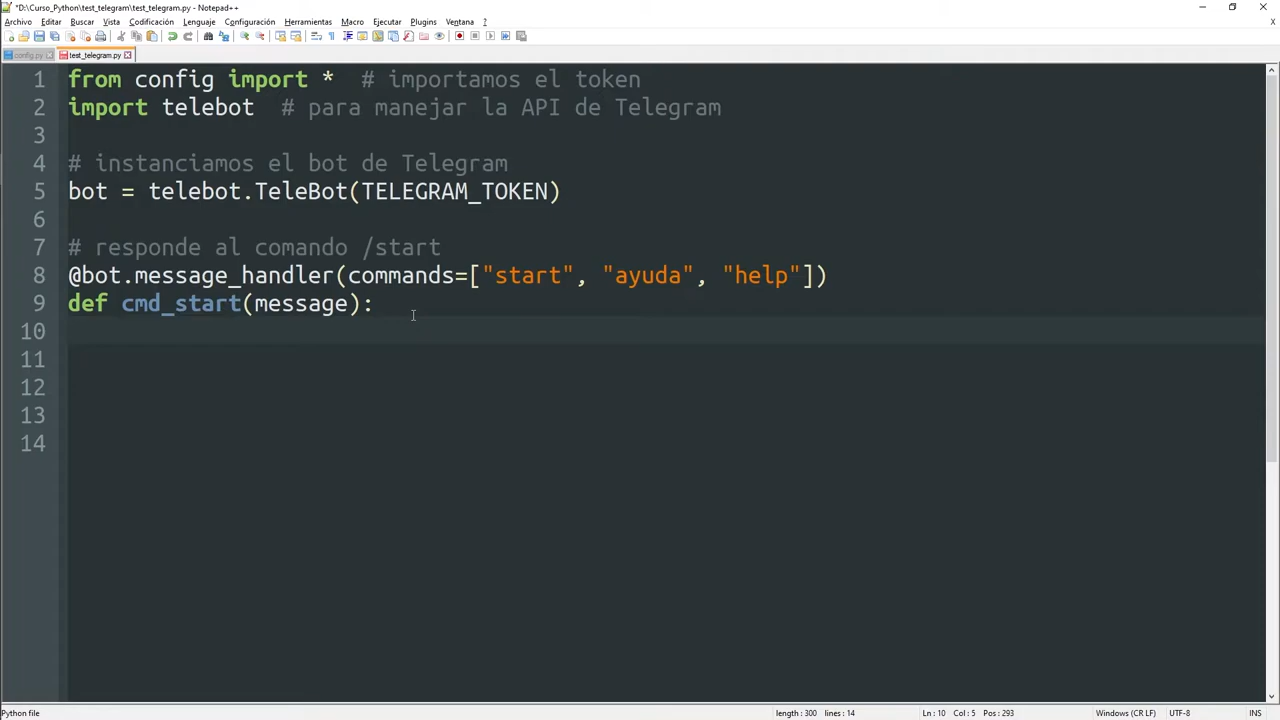 *D:\Curso_Python\test_telegram\test_telegram.py - Notepad++
Archivo Editar Buscar Vista Codificación Lenguaje Configuración Herramientas Macro Ejecutar Plugins Ventana ?
config.py test_telegram.py
1 from config import *  # importamos el token
2 import telebot  # para manejar la API de Telegram
3
4 # instanciamos el bot de Telegram
5 bot = telebot.TeleBot(TELEGRAM_TOKEN)
6
7 # responde al comando /start
8 @bot.message_handler(commands=["start", "ayuda", "help"])
9 def cmd_start(message):
10
11
12
13
14
Python file length : 300 lines : 14 Ln : 10 Col : 5 Pos : 293 Windows (CR LF) UTF-8 INS